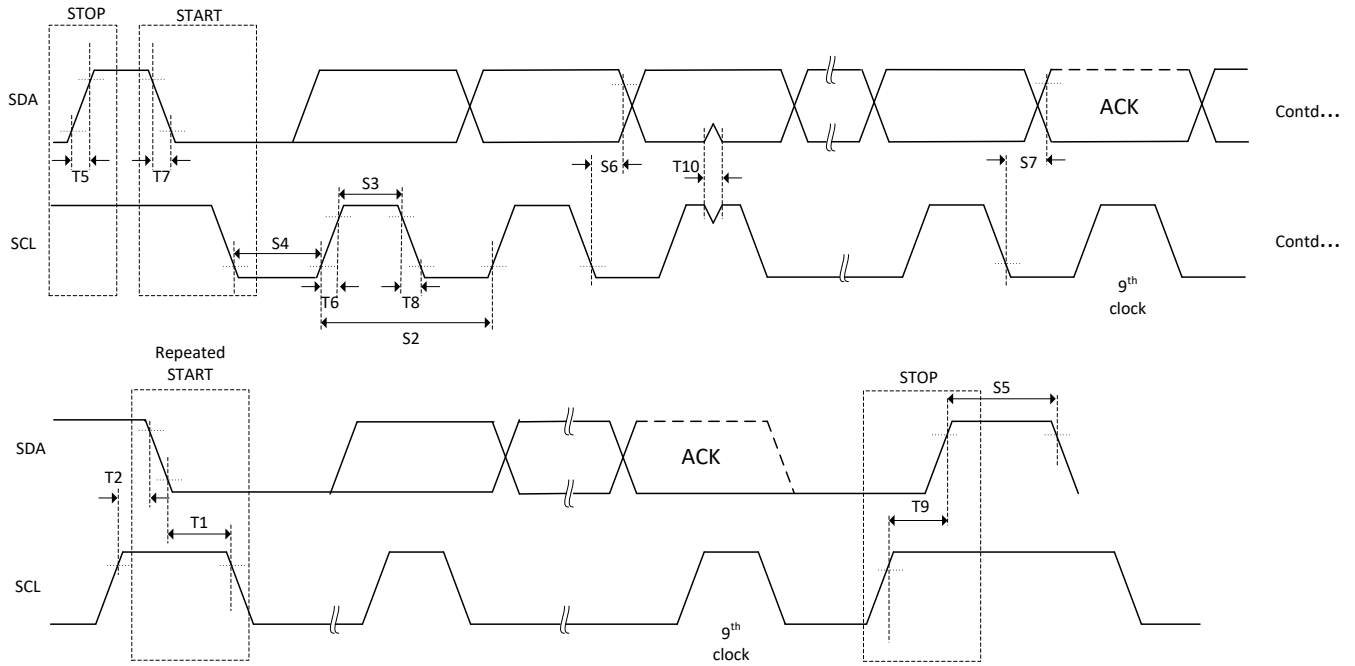 STOP
START
SDA
ACK
Contd...
T5
T7
S6
T10
S7
S3
SCL
S4
Contd...
T6
T8
9th
clock
S2
Repeated
START
STOP
S5
SDA
T2
ACK
T9
T1
SCL
9th
clock